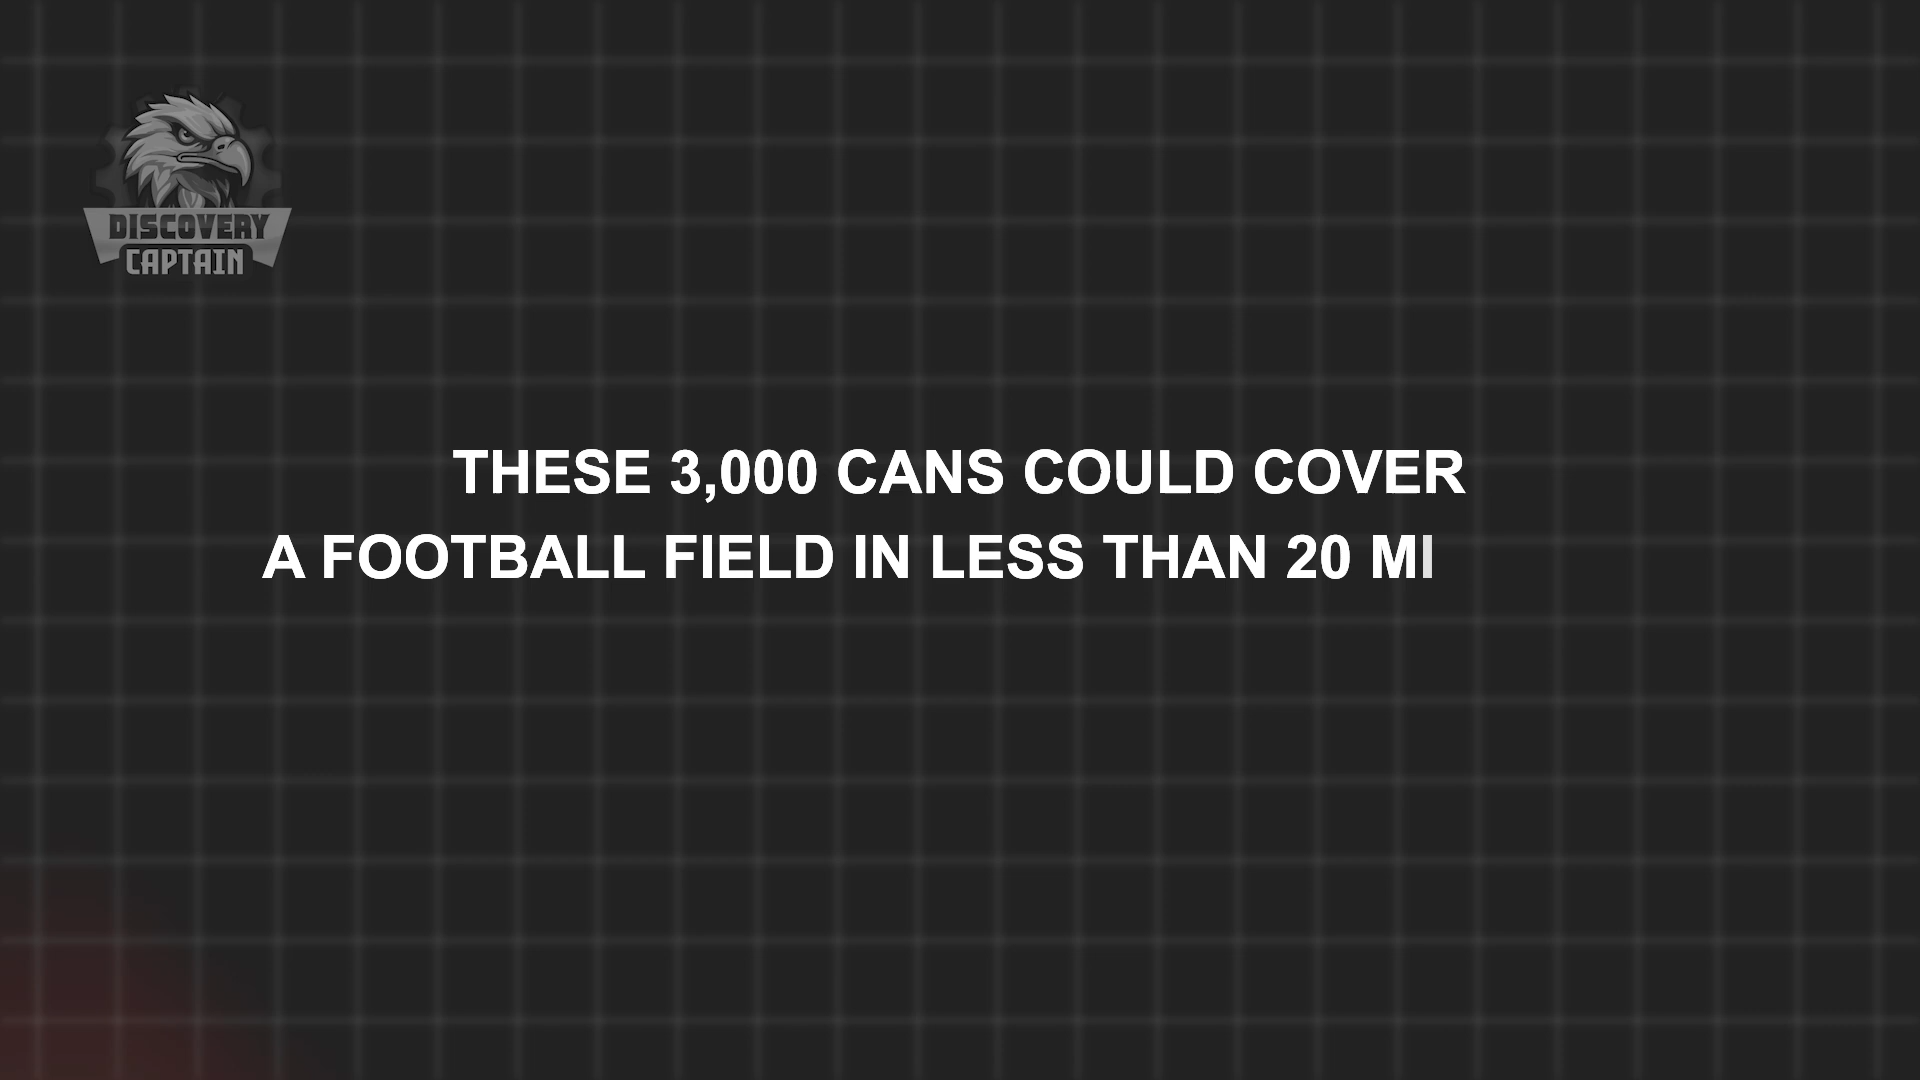 DISCOVERY
CAPTAIN
THESE 3,000 CANS COULD COVER
A FOOTBALL FIELD IN LESS THAN 20 MI